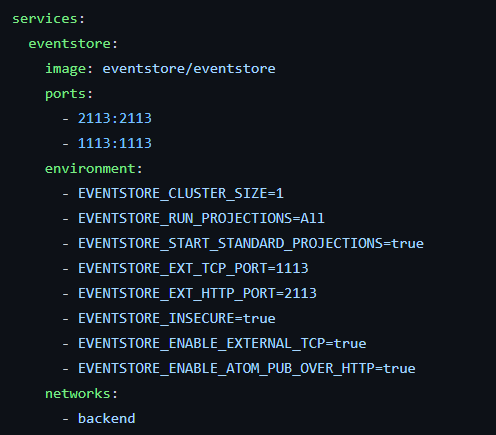 services:
  eventstore:
    image: eventstore/eventstore
    ports:
      - 2113:2113
      - 1113:1113
    environment:
      - EVENTSTORE_CLUSTER_SIZE=1
      - EVENTSTORE_RUN_PROJECTIONS=All
      - EVENTSTORE_START_STANDARD_PROJECTIONS=true
      - EVENTSTORE_EXT_TCP_PORT=1113
      - EVENTSTORE_EXT_HTTP_PORT=2113
      - EVENTSTORE_INSECURE=true
      - EVENTSTORE_ENABLE_EXTERNAL_TCP=true
      - EVENTSTORE_ENABLE_ATOM_PUB_OVER_HTTP=true
    networks:
      - backend